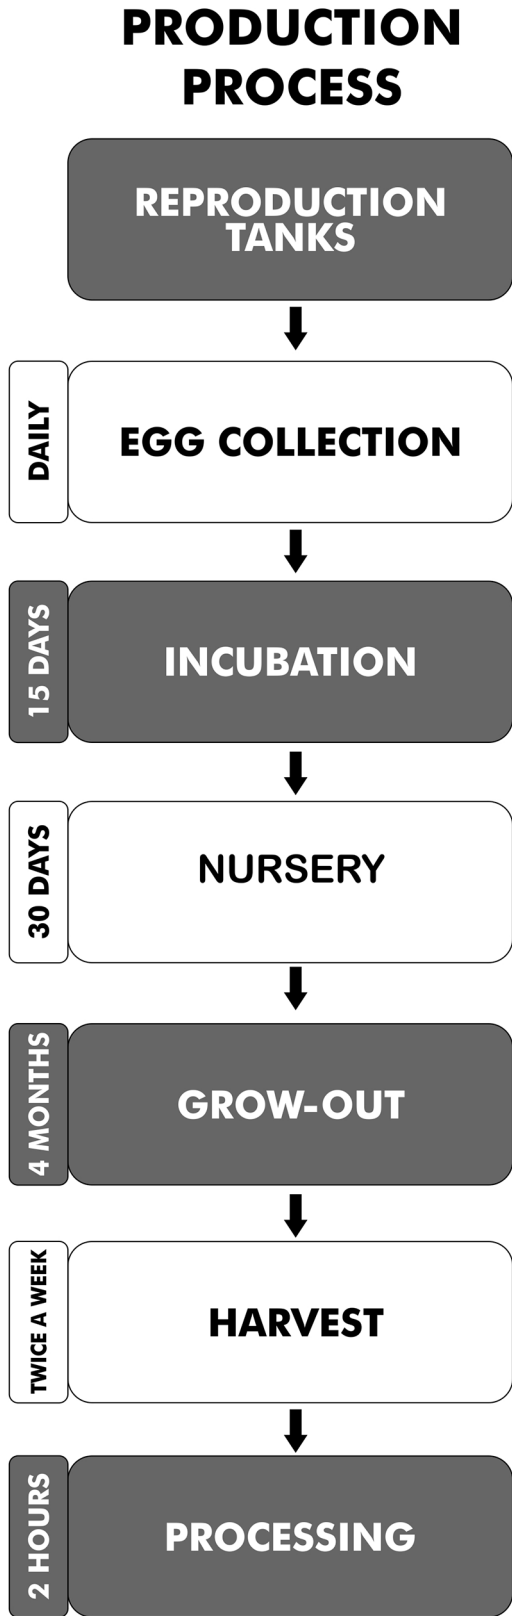 PRODUCTION
PROCESS
REPRODUCTION
TANKS
DAILY
EGG COLLECTION
15 DAYS
INCUBATION
30 DAYS
NURSERY
4 MONTHS
GROW-OUT
TWICE A WEEK
HARVEST
2 HOURS
PROCESSING